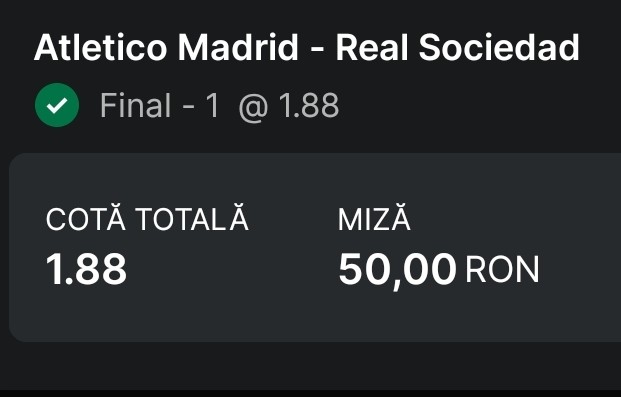 Atletico Madrid - Real Sociedad
Final - 1 @ 1.88
COTĂ TOTALĂ MIZĂ
1.88 50,00 RON